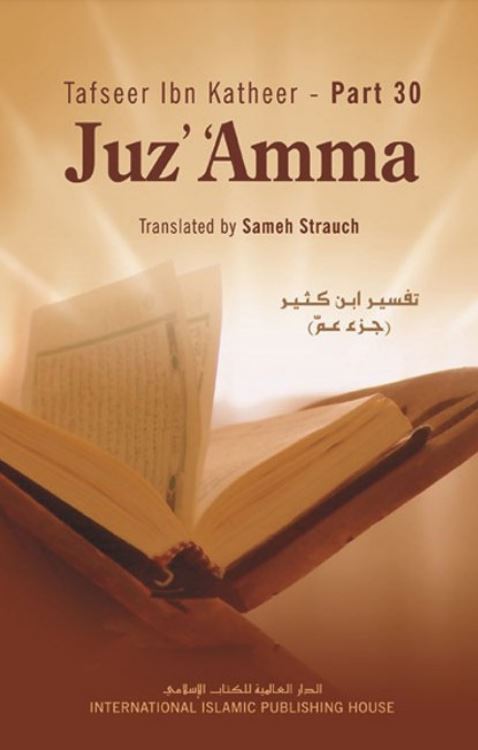 Tafseer Ibn Katheer - Part 30
Juz’ ‘Amma
Translated by Sameh Strauch
تفسير ابن كثير
(جزء عمّ)
الدار العالمية للكتاب الإسلامي
INTERNATIONAL ISLAMIC PUBLISHING HOUSE